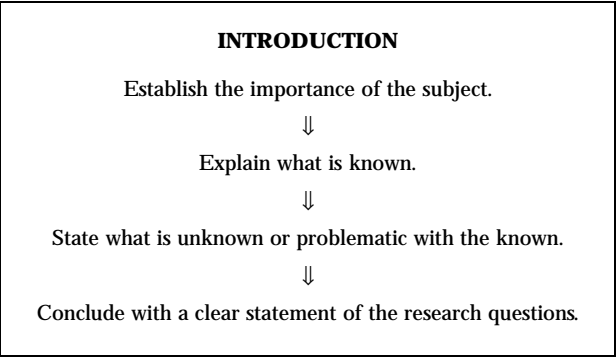 INTRODUCTION
Establish the importance of the subject.
⇓
Explain what is known.
⇓
State what is unknown or problematic with the known.
⇓
Conclude with a clear statement of the research questions.